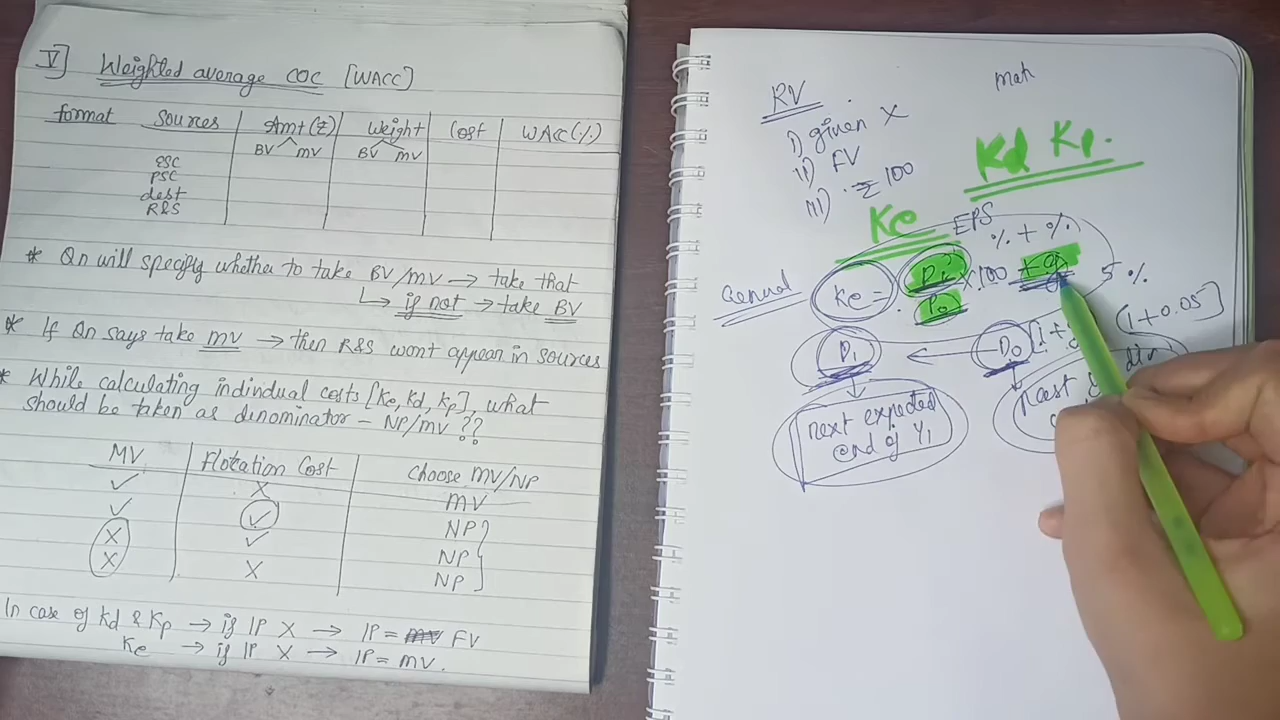 V] Weighted average COC [WACC]
format Sources Amt (₹) Weight Cost WACC (%)
BV MV BV MV
ESC
PSC
debt
R&S
* Qn will specify whether to take BV/MV → take that
↳ if not → take BV
* If Qn says take MV → then R&S wont appear in sources
* While calculating individual costs [Ke, Kd, Kp], what
should be taken as denominator - NP/MV ??
MV Flotation Cost Choose MV/NP
✓ X MV
✓ ✓ NP
X ✓ NP
X X NP
In case of Kd & Kp → if IP X → IP = FV
Ke → if IP X → IP = MV.
RV
i) given X
ii) FV
iii) ₹ 100
Kd Kp.
Ke EPS
% + %
General Ke = D1 x 100 + g 5 %
P0
(1+0.05]
D1 ← D0 (1+
next expected
end of Y1
Past